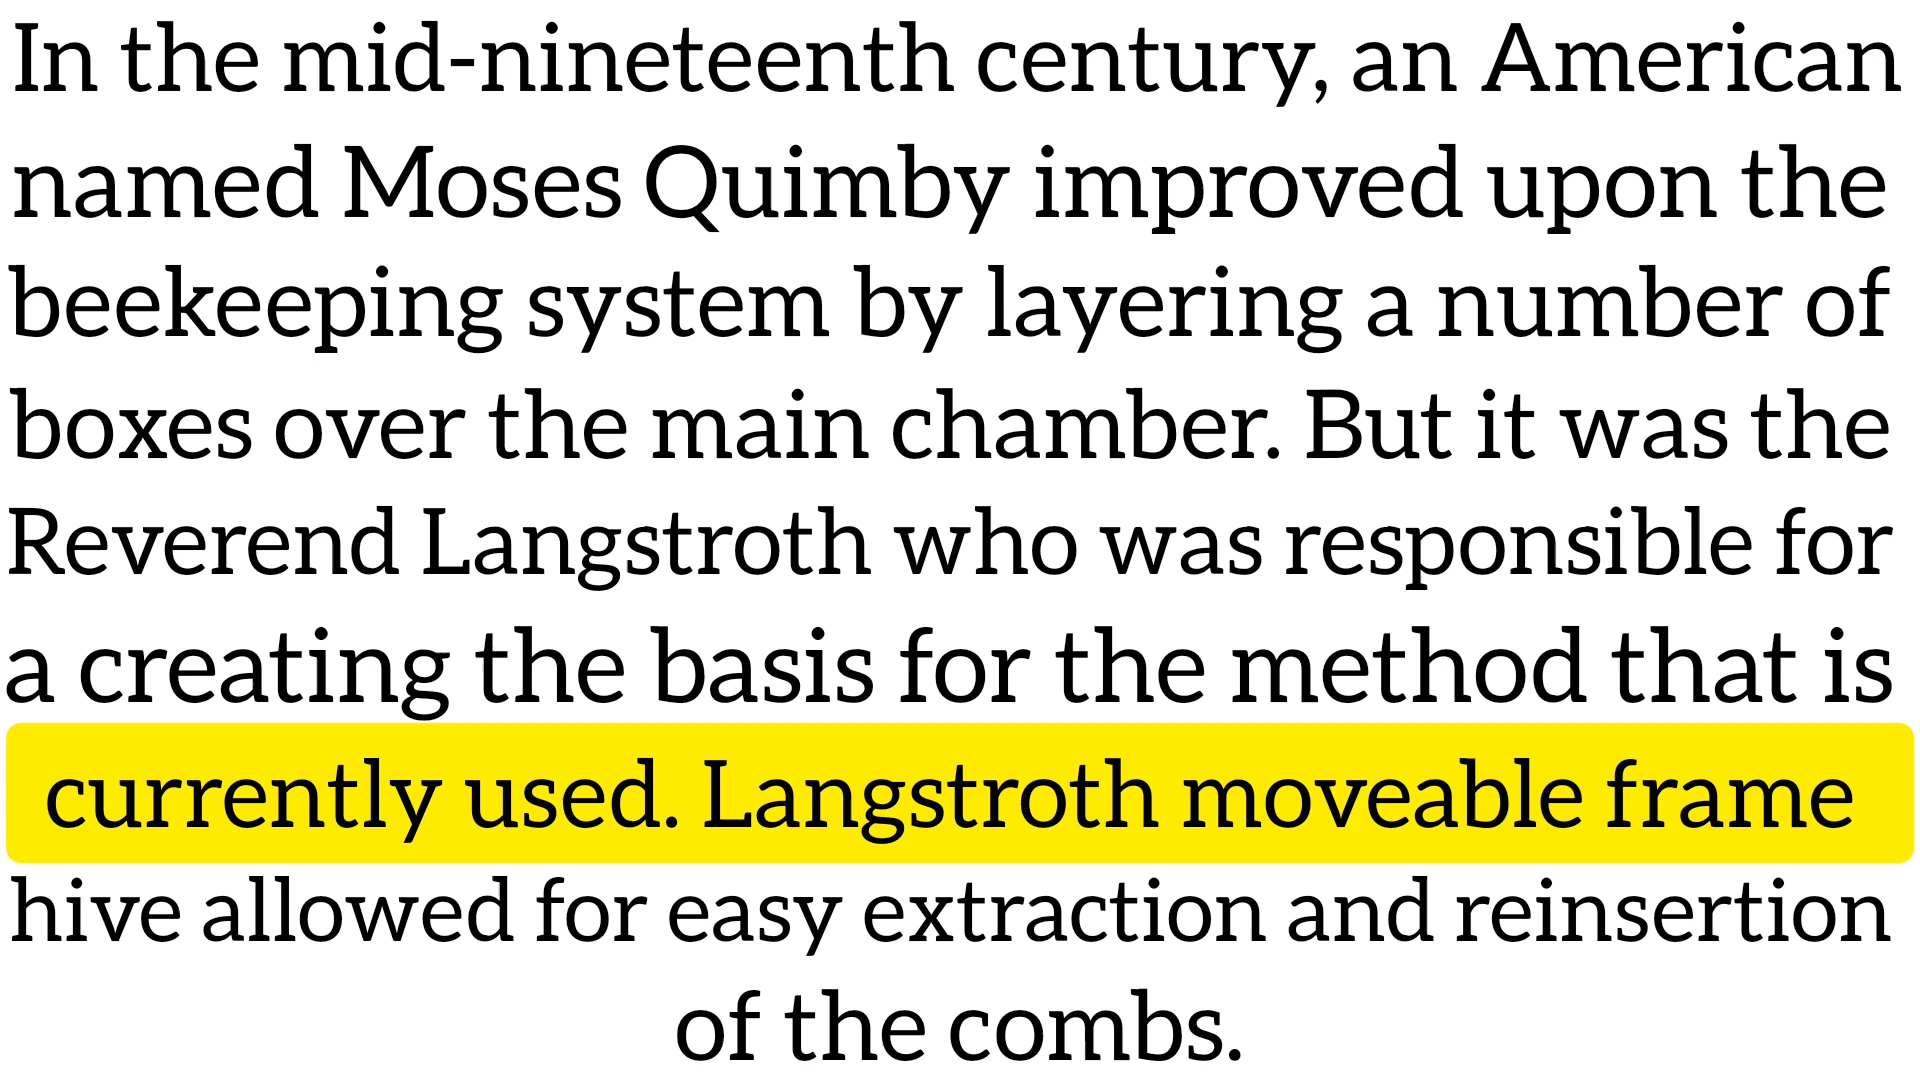 In the mid-nineteenth century, an American
named Moses Quimby improved upon the
beekeeping system by layering a number of
boxes over the main chamber. But it was the
Reverend Langstroth who was responsible for
a creating the basis for the method that is
currently used. Langstroth moveable frame
hive allowed for easy extraction and reinsertion
of the combs.